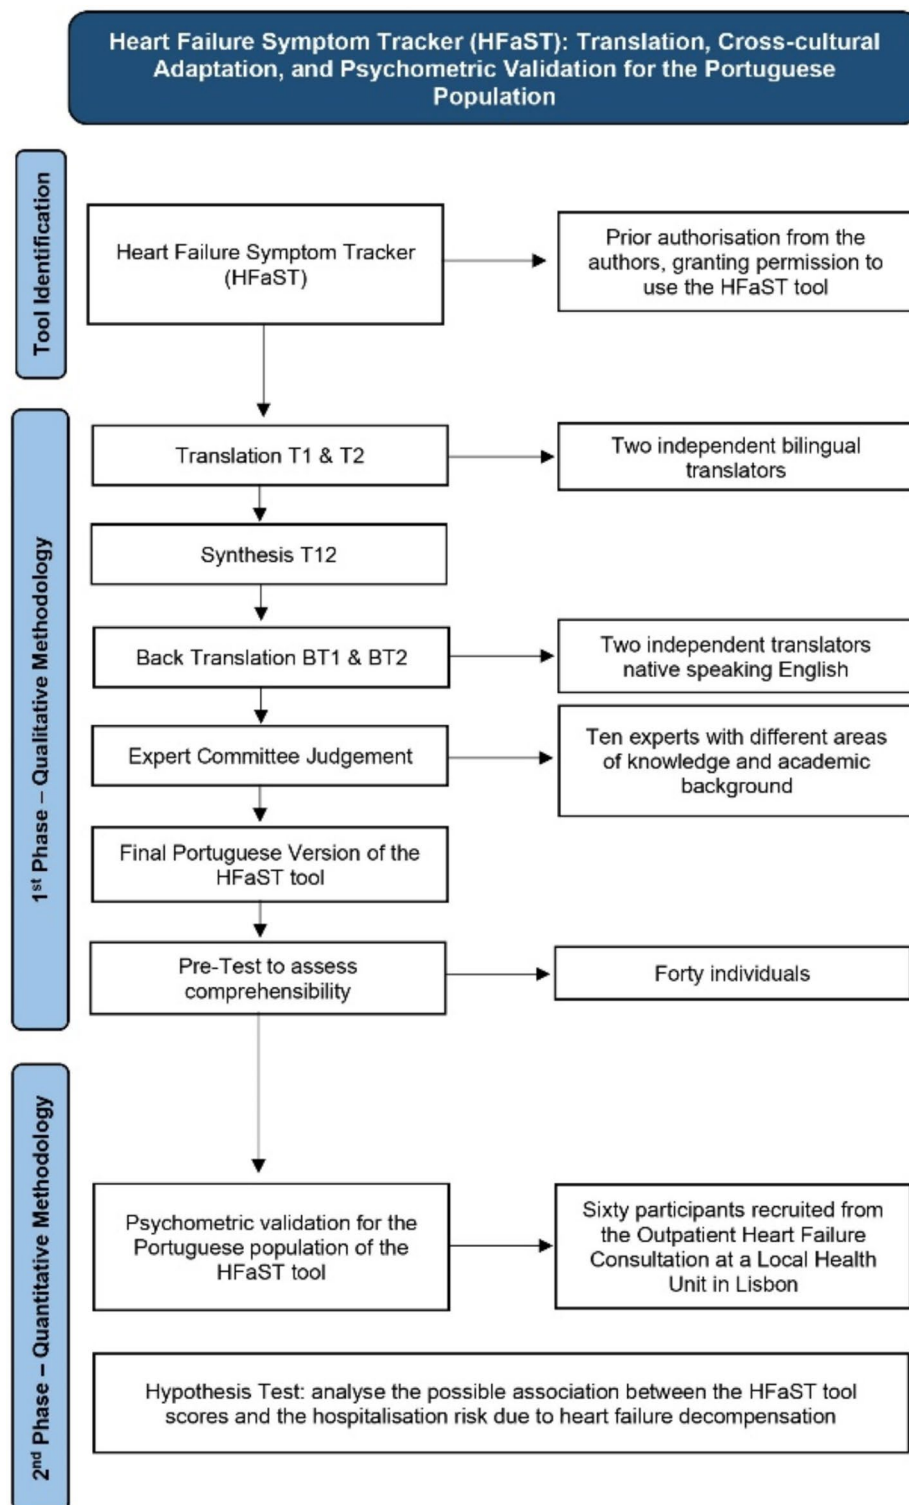 Heart Failure Symptom Tracker (HFaST): Translation, Cross-cultural
Adaptation, and Psychometric Validation for the Portuguese
Population
Tool Identification
Heart Failure Symptom Tracker
(HFaST)
Prior authorisation from the
authors, granting permission to
use the HFaST tool
1st Phase – Qualitative Methodology
Translation T1 & T2
Two independent bilingual
translators
Synthesis T12
Back Translation BT1 & BT2
Two independent translators
native speaking English
Expert Committee Judgement
Ten experts with different areas
of knowledge and academic
background
Final Portuguese Version of the
HFaST tool
Pre-Test to assess
comprehensibility
Forty individuals
2nd Phase – Quantitative Methodology
Psychometric validation for the
Portuguese population of the
HFaST tool
Sixty participants recruited from
the Outpatient Heart Failure
Consultation at a Local Health
Unit in Lisbon
Hypothesis Test: analyse the possible association between the HFaST tool
scores and the hospitalisation risk due to heart failure decompensation